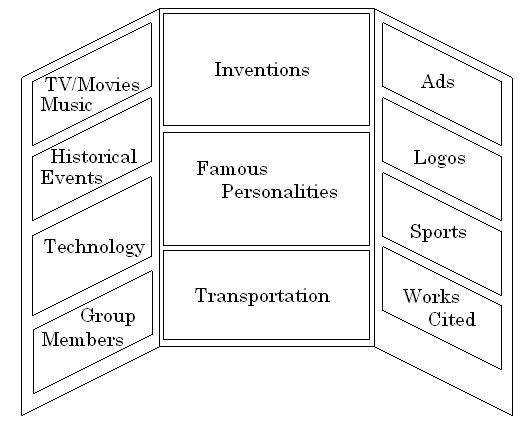 TV/Movies
Music
Historical
Events
Technology
Group
Members
Inventions
Famous
Personalities
Transportation
Ads
Logos
Sports
Works
Cited